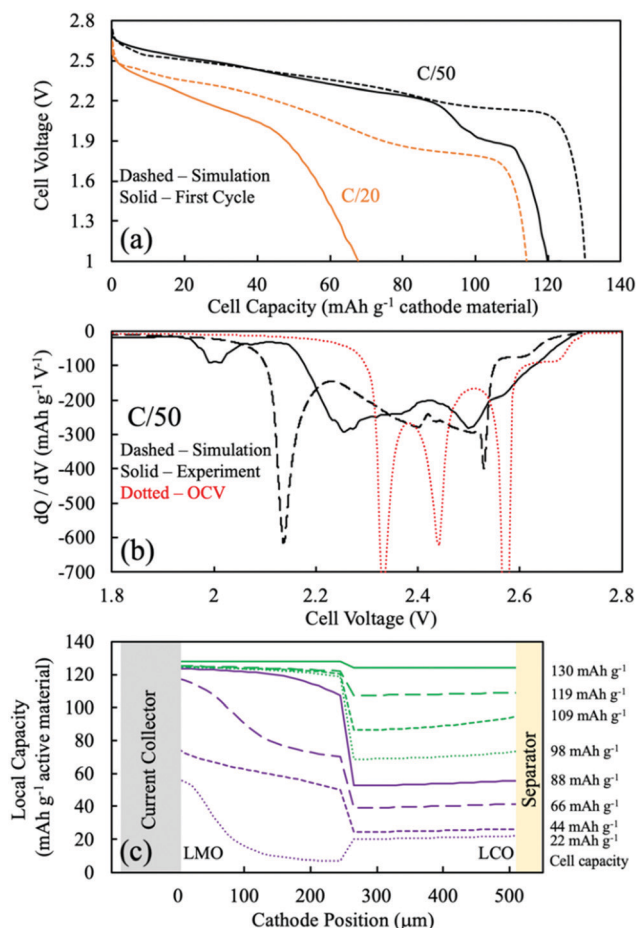 2.8
2.5
2.2
1.9
1.6
1.3
1
Cell Voltage (V)
C/50
C/20
Dashed – Simulation
Solid – First Cycle
(a)
0 20 40 60 80 100 120 140
Cell Capacity (mAh g-1 cathode material)
0
-100
-200
-300
-400
-500
-600
-700
dQ / dV (mAh g-1 V-1)
C/50
Dashed – Simulation
Solid – Experiment
Dotted – OCV
(b)
1.8 2 2.2 2.4 2.6 2.8
Cell Voltage (V)
140
120
100
80
60
40
20
0
Local Capacity
(mAh g-1 active material)
Current Collector
Separator
130 mAh g-1
119 mAh g-1
109 mAh g-1
98 mAh g-1
88 mAh g-1
66 mAh g-1
44 mAh g-1
22 mAh g-1
Cell capacity
(c)
LMO
LCO
0 100 200 300 400 500
Cathode Position (μm)